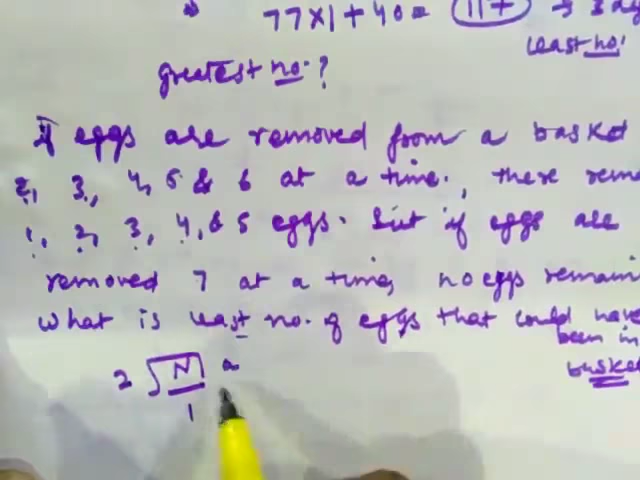 77×1+40=
least no!
greatest no.?
If eggs are removed from a basket
2, 3, 4, 5 & 6 at a time, there rema
1, 2, 3, 4, & 5 eggs. But if eggs are
removed 7 at a time, no eggs remain
what is least no. of eggs that could have
been in
basket
2 N a
1